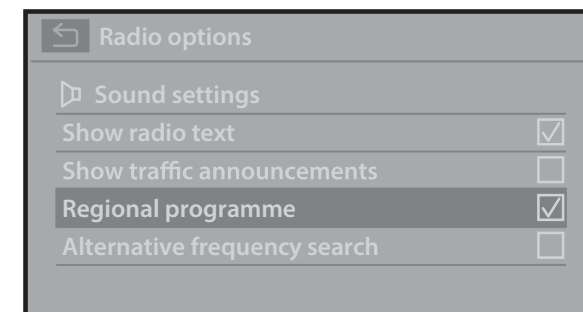 Radio options
Sound settings
Show radio text
Show traffic announcements
Regional programme
Alternative frequency search